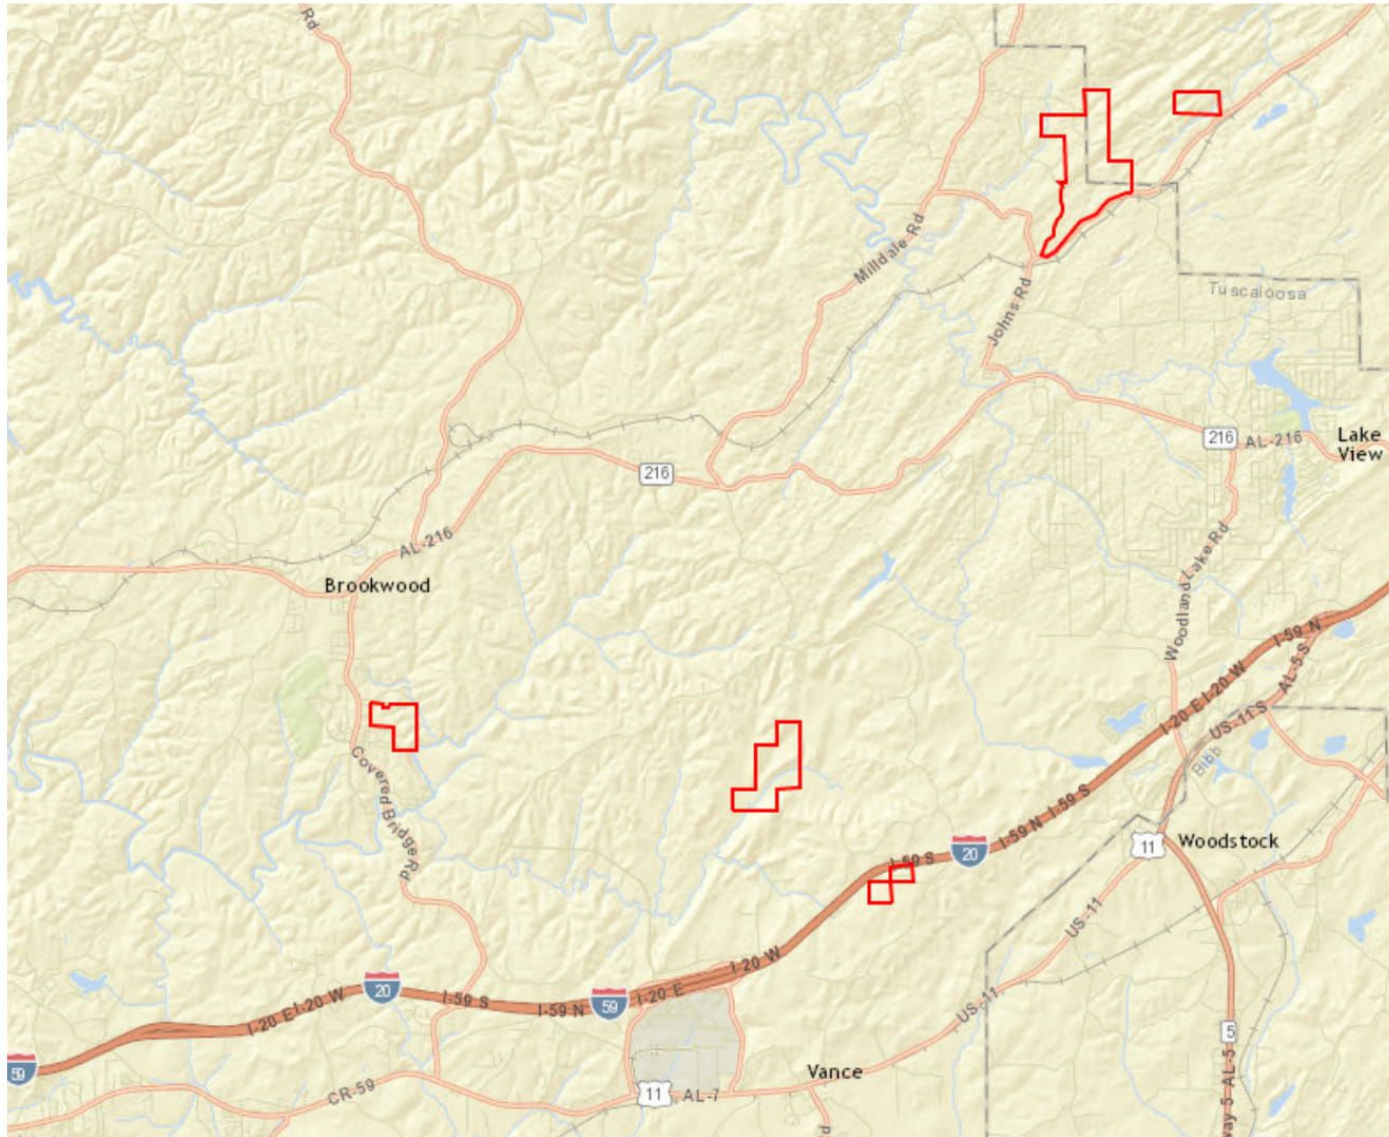 Rd
Milldale Rd
Johns Rd
Tuscaloosa
216
AL-216
Lake
View
216
AL-216
Brookwood
Woodland Lake Rd
I-59 N
I-20 E I-20 W
AL-5 S
US-11 S
Bibb
Covered Bridge Rd
I-59 S
I-59 N
I-59 S
20
11
Woodstock
US-11
I-20 W
20
I-59 S
I-59 N
59
I-20 E
I-20 E I-20 W
US-11
5
59
Vance
CR-59
11
AL-7
way 5 AL-5
d